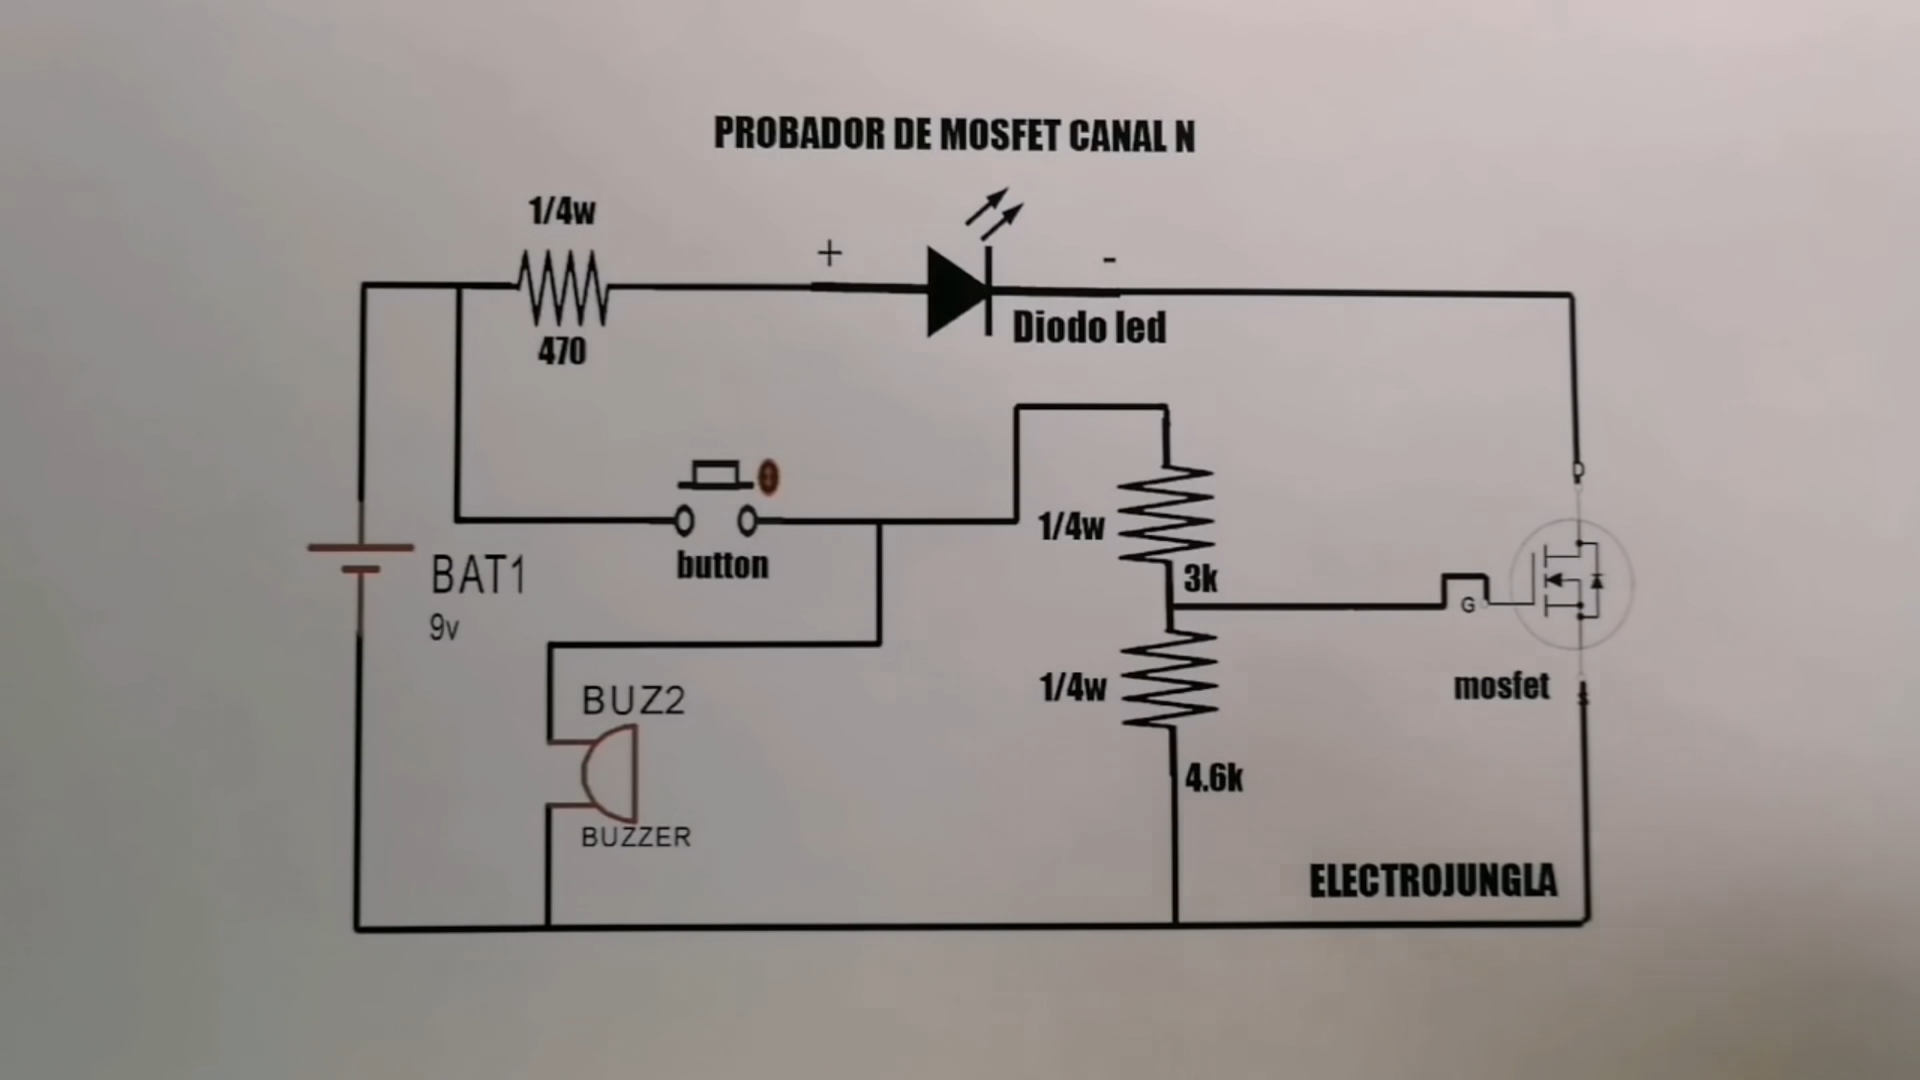 PROBADOR DE MOSFET CANAL N
1/4w
+
-
470
Diodo led
1/4w
button
BAT1
9v
3k
D
G
mosfet
S
BUZ2
1/4w
4.6k
BUZZER
ELECTROJUNGLA